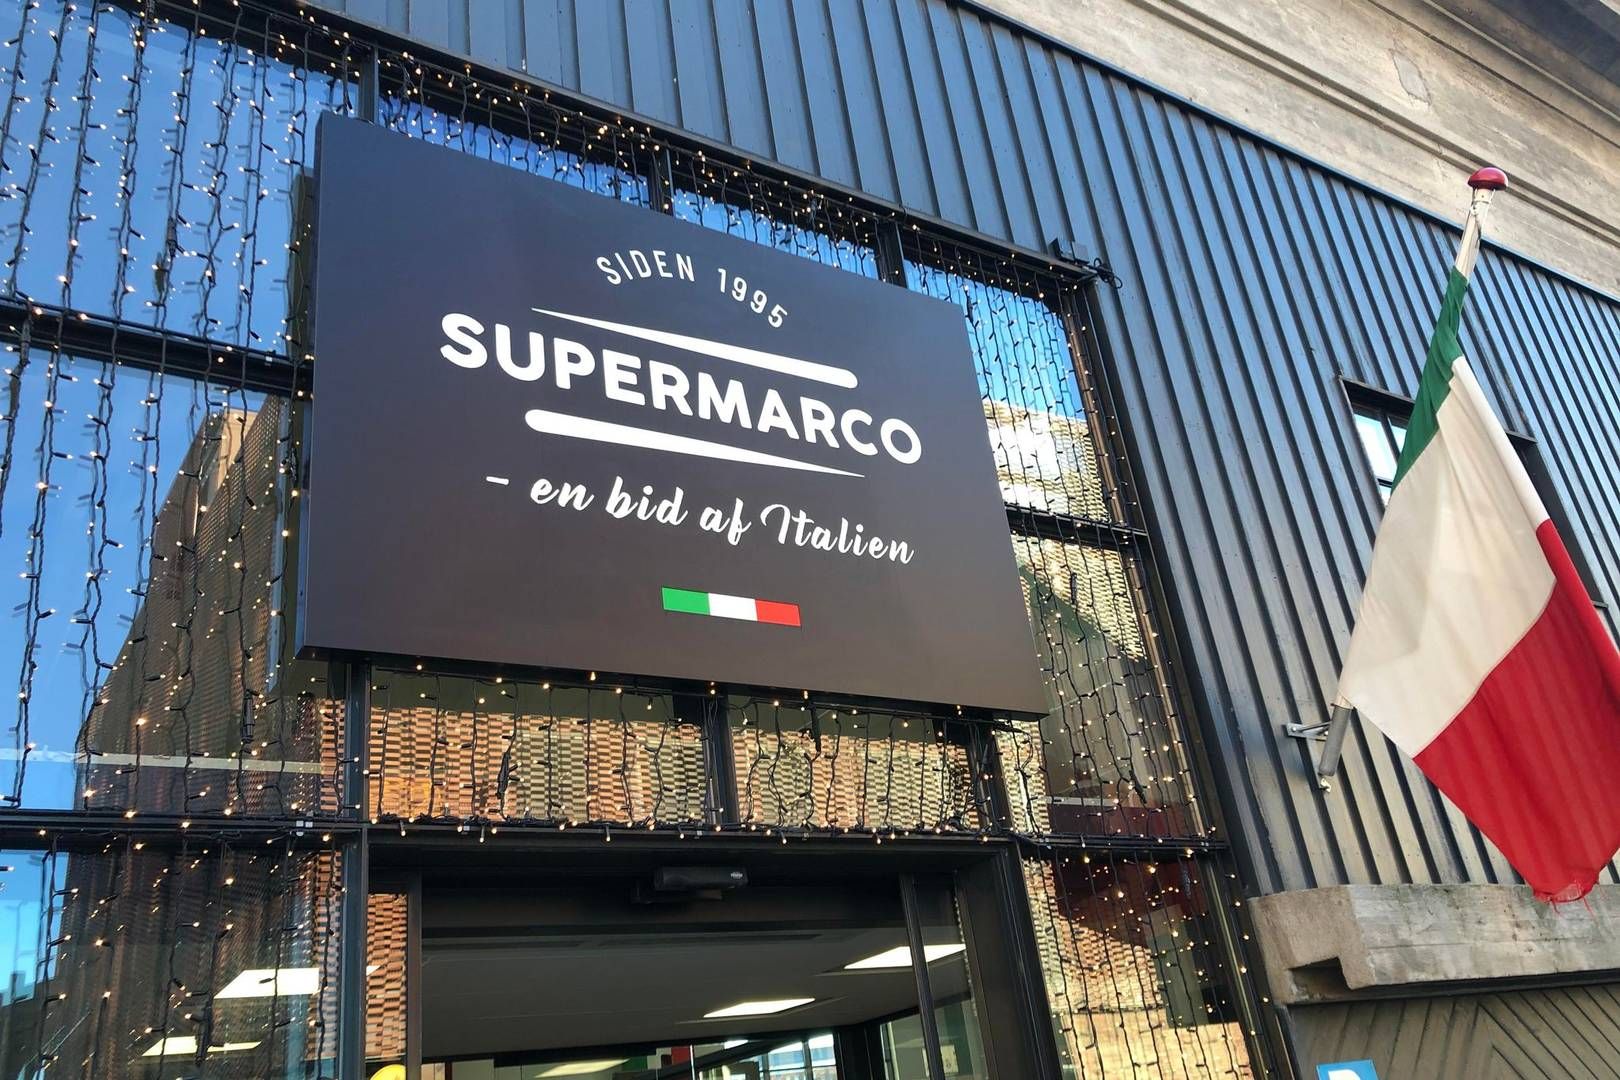 SIDEN 1995
SUPERMARCO
- en bid af Italien